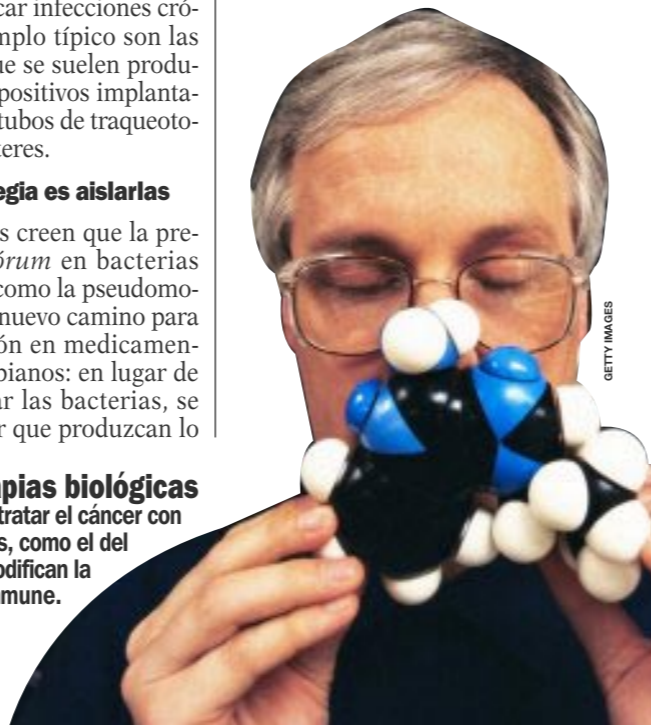 car infecciones cró-
mplo típico son las
ue se suelen produ-
positivos implanta-
tubos de traqueoto-
teres.
egia es aislarlas
s creen que la pre-
órum en bacterias
como la pseudomo-
nuevo camino para
ón en medicamen-
bianos: en lugar de
ar las bacterias, se
r que produzcan lo
apias biológicas
tratar el cáncer con
s, como el del
odifican la
mune.
GETTY IMAGES